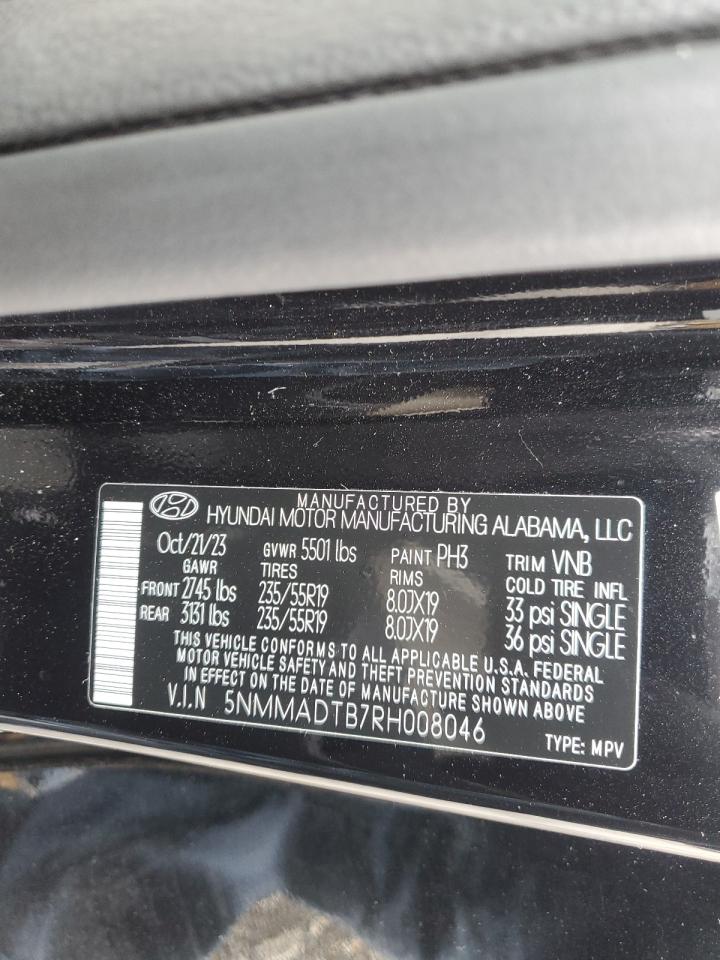 MANUFACTURED BY
HYUNDAI MOTOR MANUFACTURING ALABAMA, LLC
Oct/21/23 GVWR 5501 lbs PAINT PH3 TRIM VNB
GAWR TIRES RIMS COLD TIRE INFL
FRONT 2745 lbs 235/55R19 8.0JX19 33 psi SINGLE
REAR 3131 lbs 235/55R19 8.0JX19 36 psi SINGLE
THIS VEHICLE CONFORMS TO ALL APPLICABLE U.S.A. FEDERAL
MOTOR VEHICLE SAFETY AND THEFT PREVENTION STANDARDS
IN EFFECT ON THE DATE OF MANUFACTURE SHOWN ABOVE
V.I.N 5NMMADTB7RH008046
TYPE: MPV